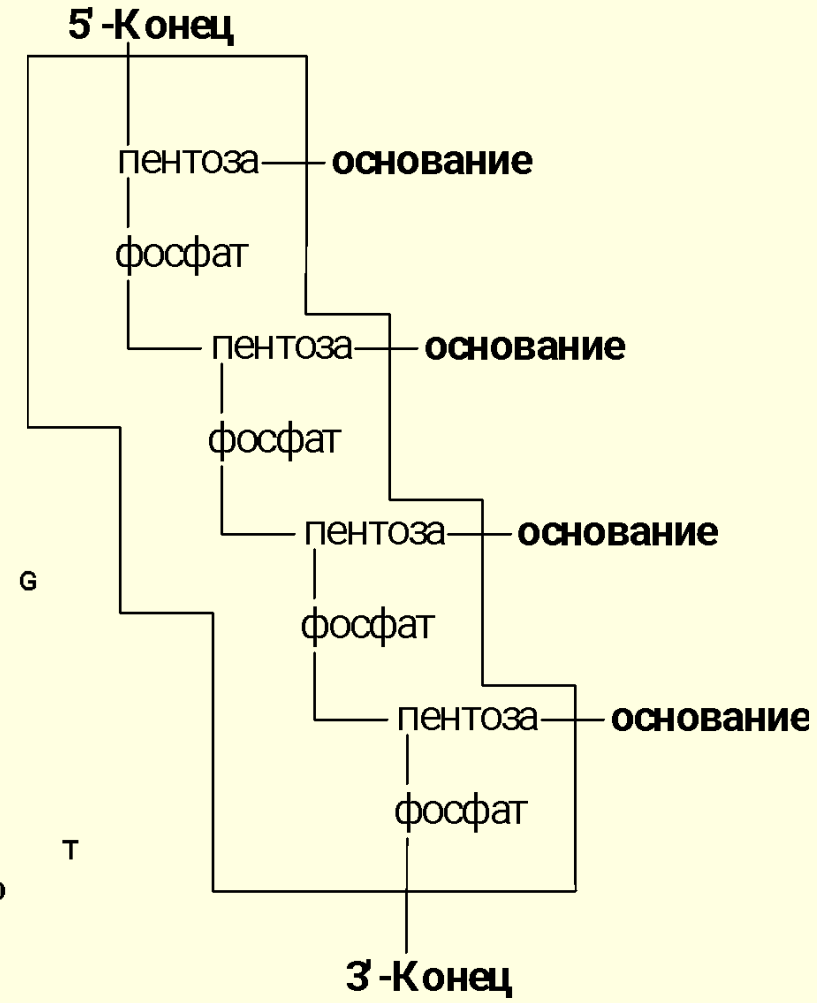 5'-Конец
пентоза основание
фосфат
пентоза основание
фосфат
пентоза основание
G
фосфат
пентоза основание
фосфат
T
3'-Конец